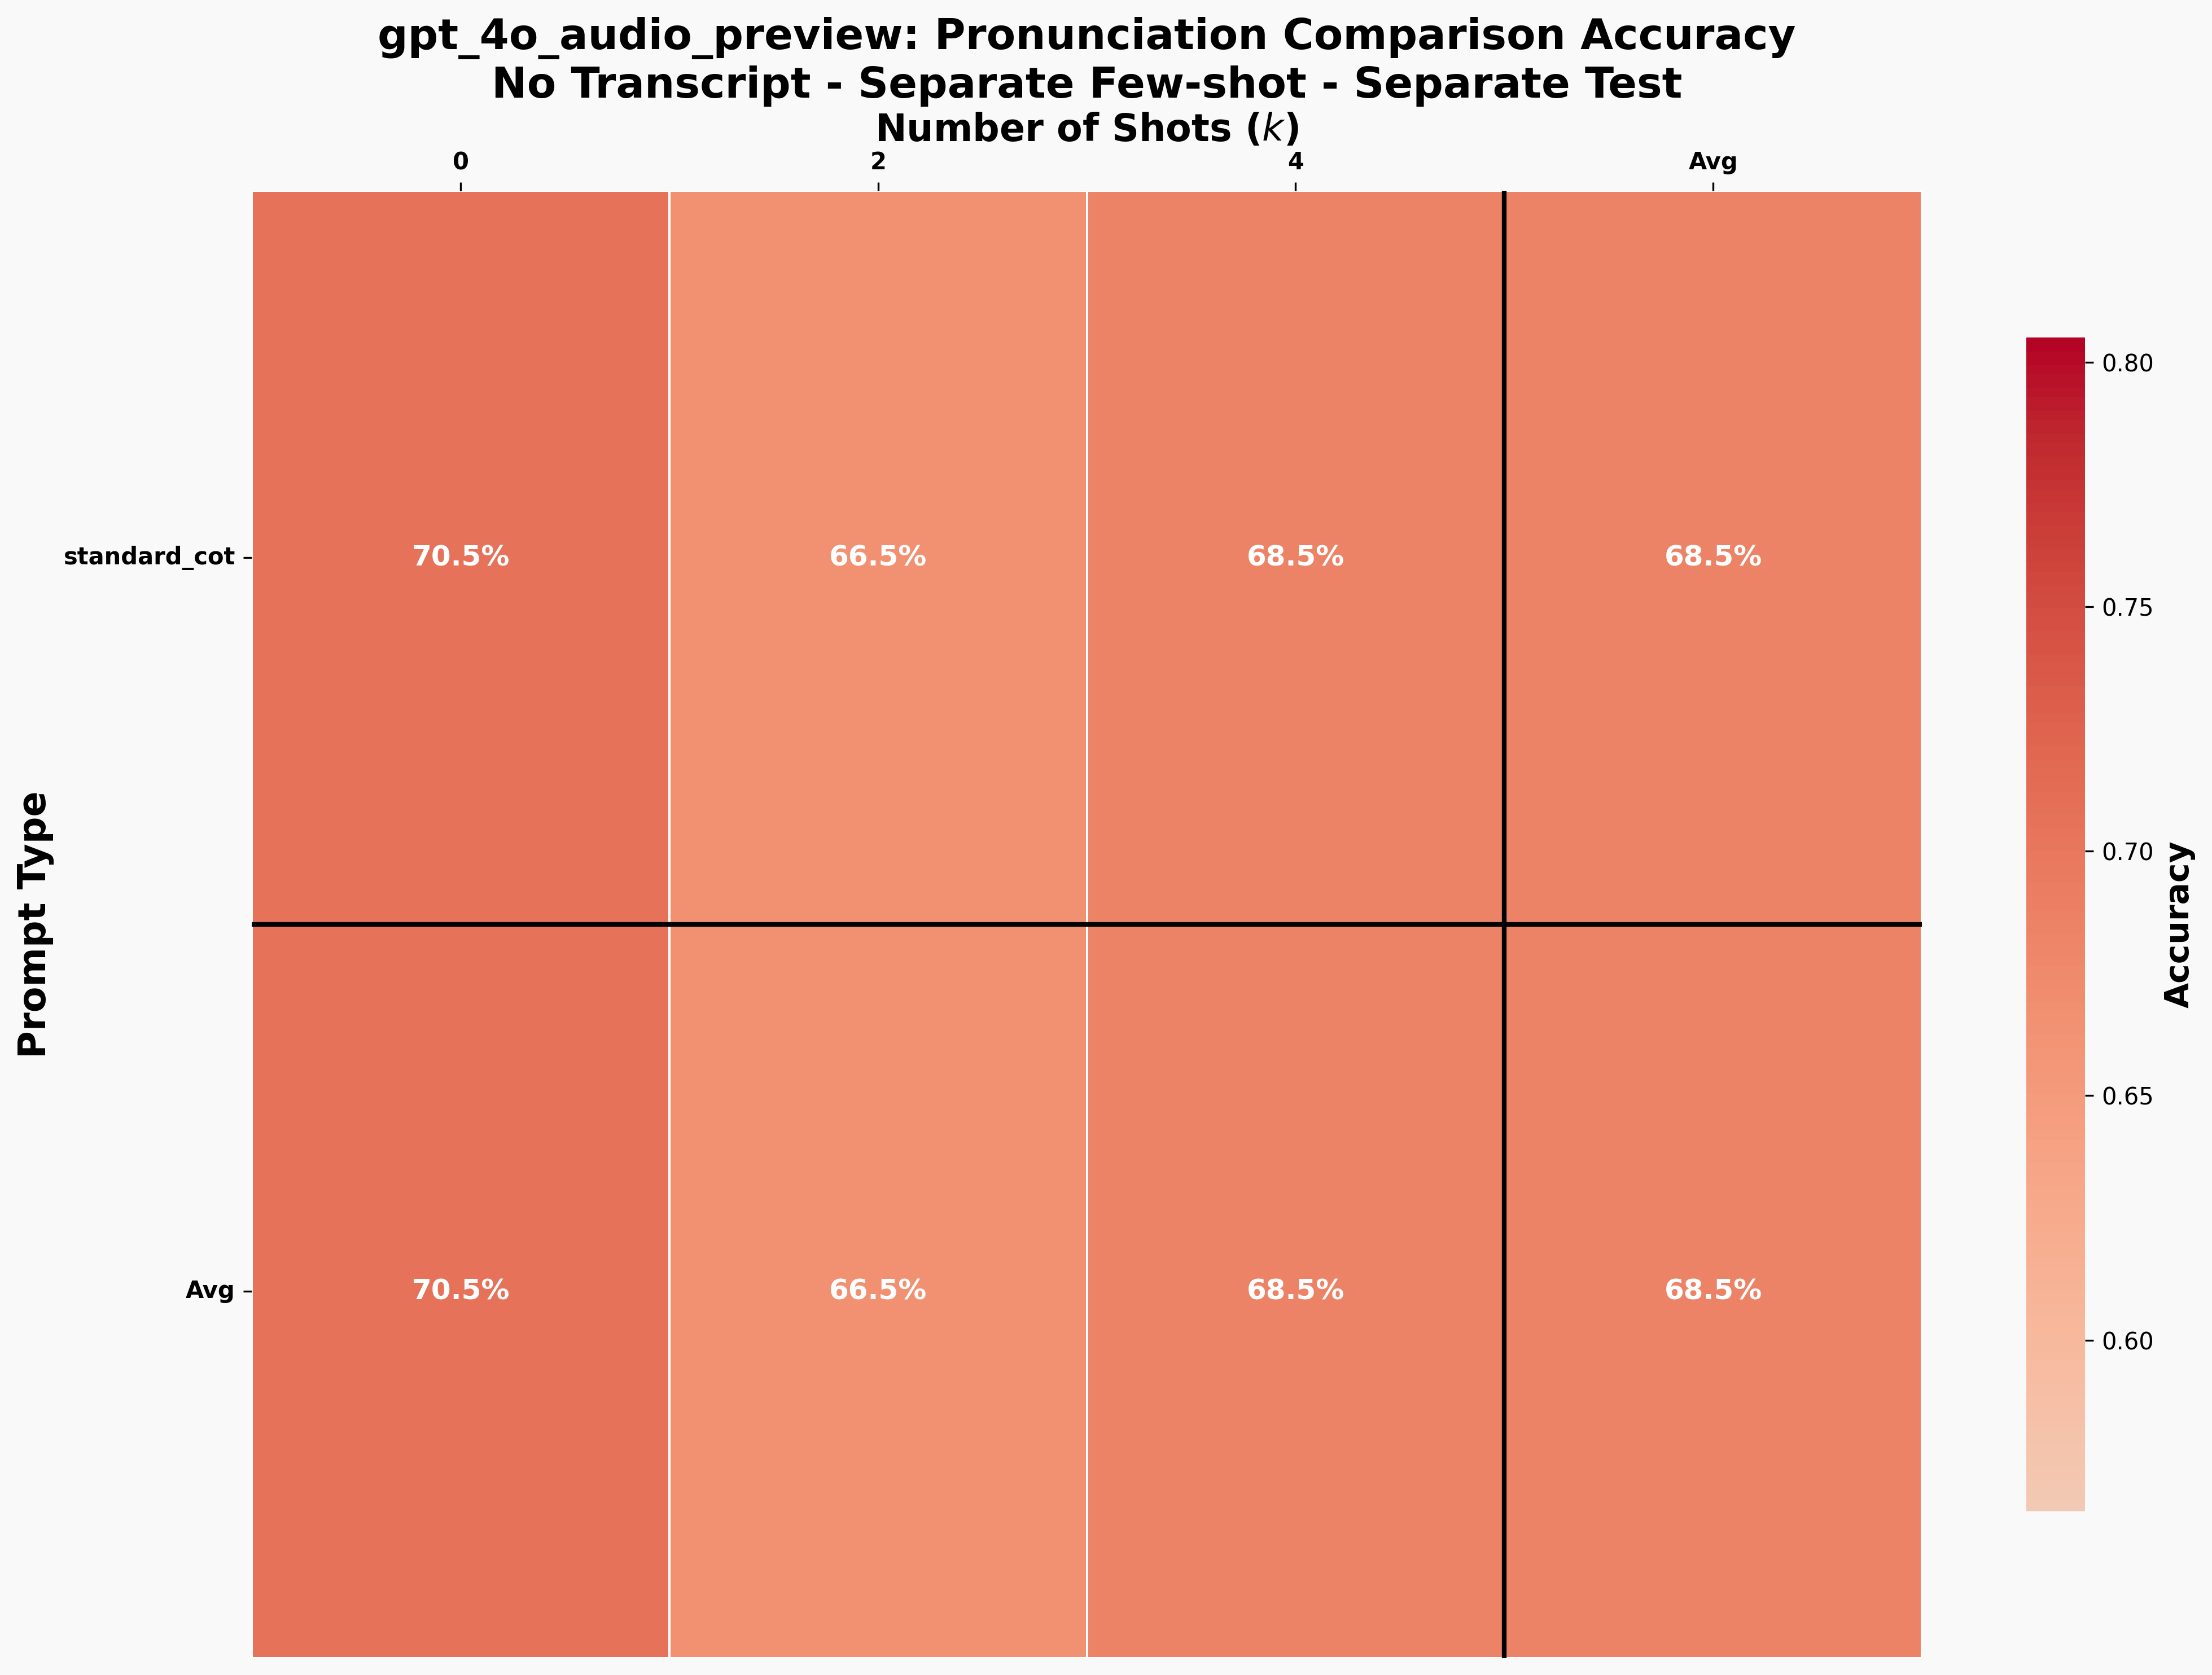 gpt_4o_audio_preview: Pronunciation Comparison Accuracy
No Transcript - Separate Few-shot - Separate Test
Number of Shots (k)
0 2 4 Avg
standard_cot 70.5% 66.5% 68.5% 68.5%
Avg 70.5% 66.5% 68.5% 68.5%
Prompt Type
0.80
0.75
0.70
0.65
0.60
Accuracy